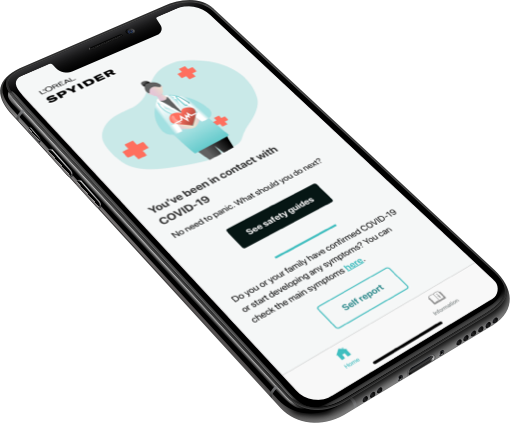 L'ORÉAL
SPYIDER
You've been in contact with
COVID-19
No need to panic. What should you do next?
See safety guides
Do you or your family have confirmed COVID-19
or start developing any symptoms? You can
check the main symptoms here.
Self report
Home
Information